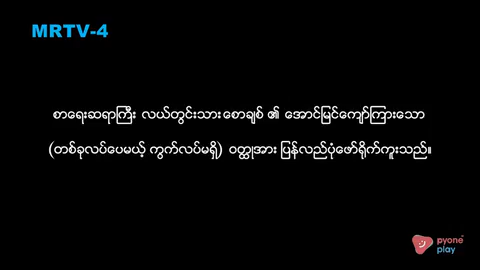 MRTV-4
စာရေးဆရာကြီး လယ်တွင်းသား စောချစ် ၏ အောင်မြင်ကျော်ကြားသော
(တစ်ခုလပ်ပေမယ့် ကွက်လပ်မရှိ) ဝတ္ထုအား ပြန်လည်ပုံဖော်ရိုက်ကူးသည်။
pyone
play